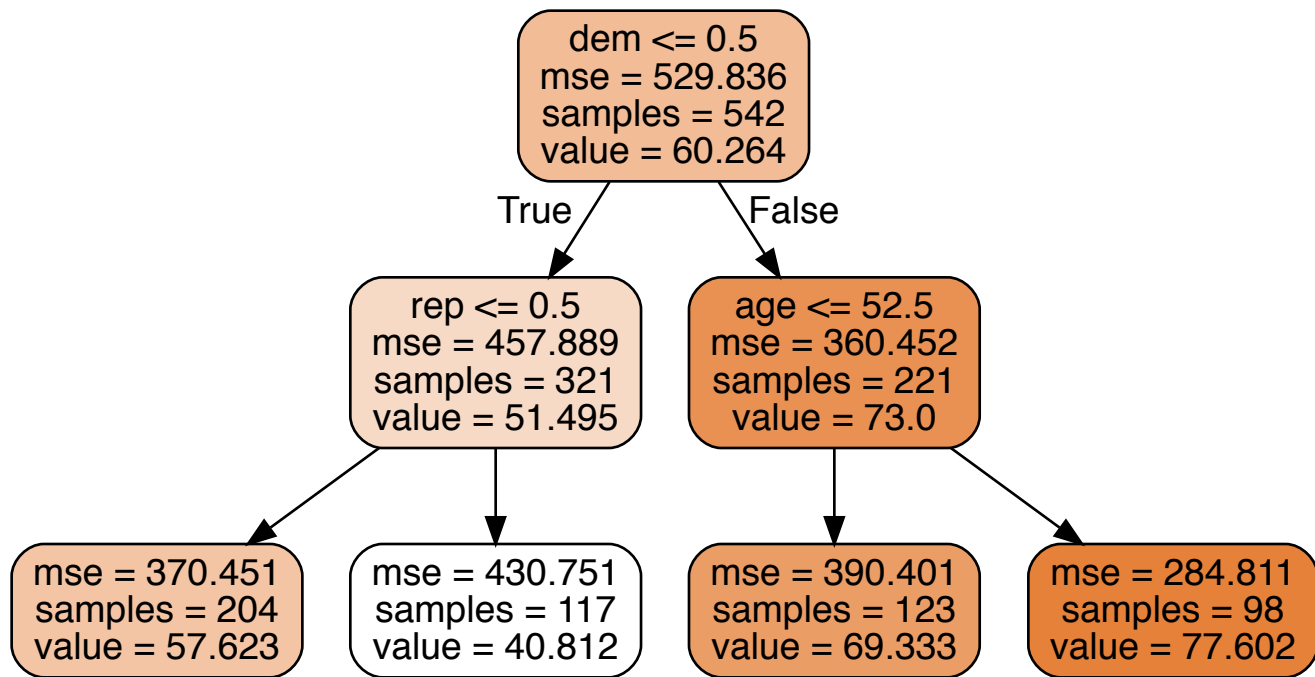 dem <= 0.5
mse = 529.836
samples = 542
value = 60.264
True
False
rep <= 0.5
mse = 457.889
samples = 321
value = 51.495
age <= 52.5
mse = 360.452
samples = 221
value = 73.0
mse = 370.451
samples = 204
value = 57.623
mse = 430.751
samples = 117
value = 40.812
mse = 390.401
samples = 123
value = 69.333
mse = 284.811
samples = 98
value = 77.602